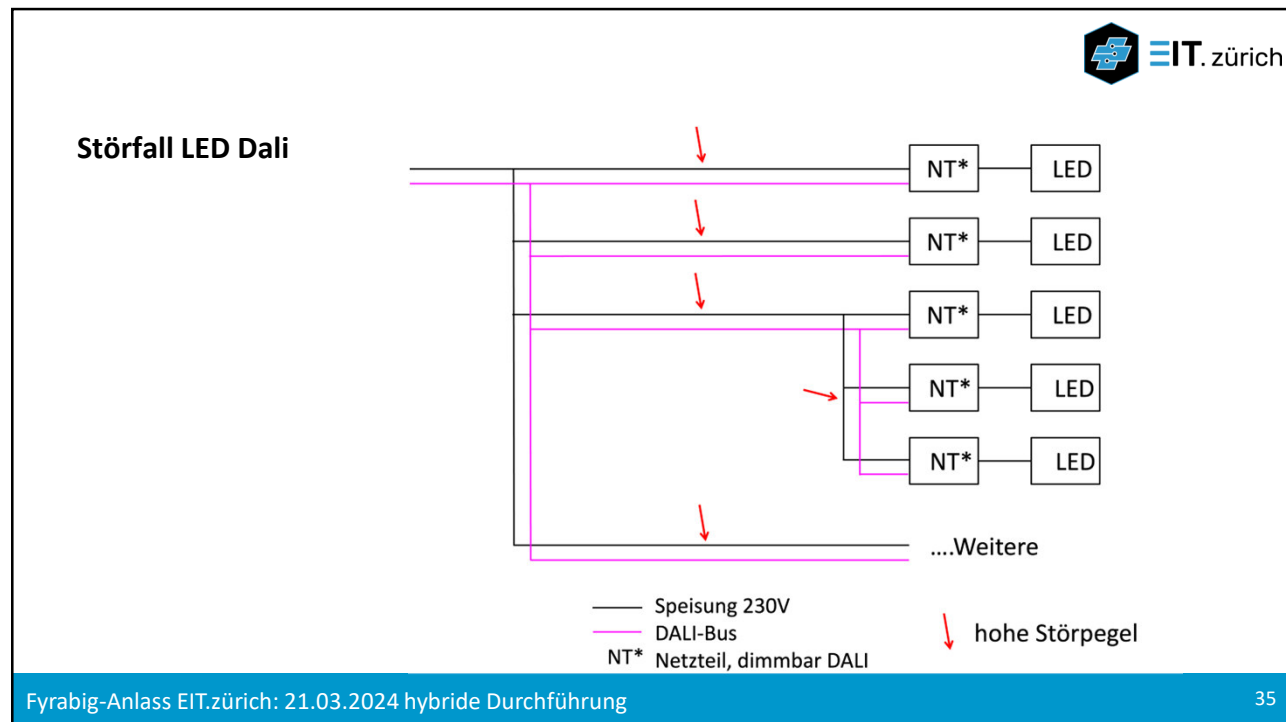 EIT. zürich
Störfall LED Dali
NT* LED
NT* LED
NT* LED
NT* LED
NT* LED
....Weitere
Speisung 230V
DALI-Bus
NT* Netzteil, dimmbar DALI
hohe Störpegel
Fyrabig-Anlass EIT.zürich: 21.03.2024 hybride Durchführung 35